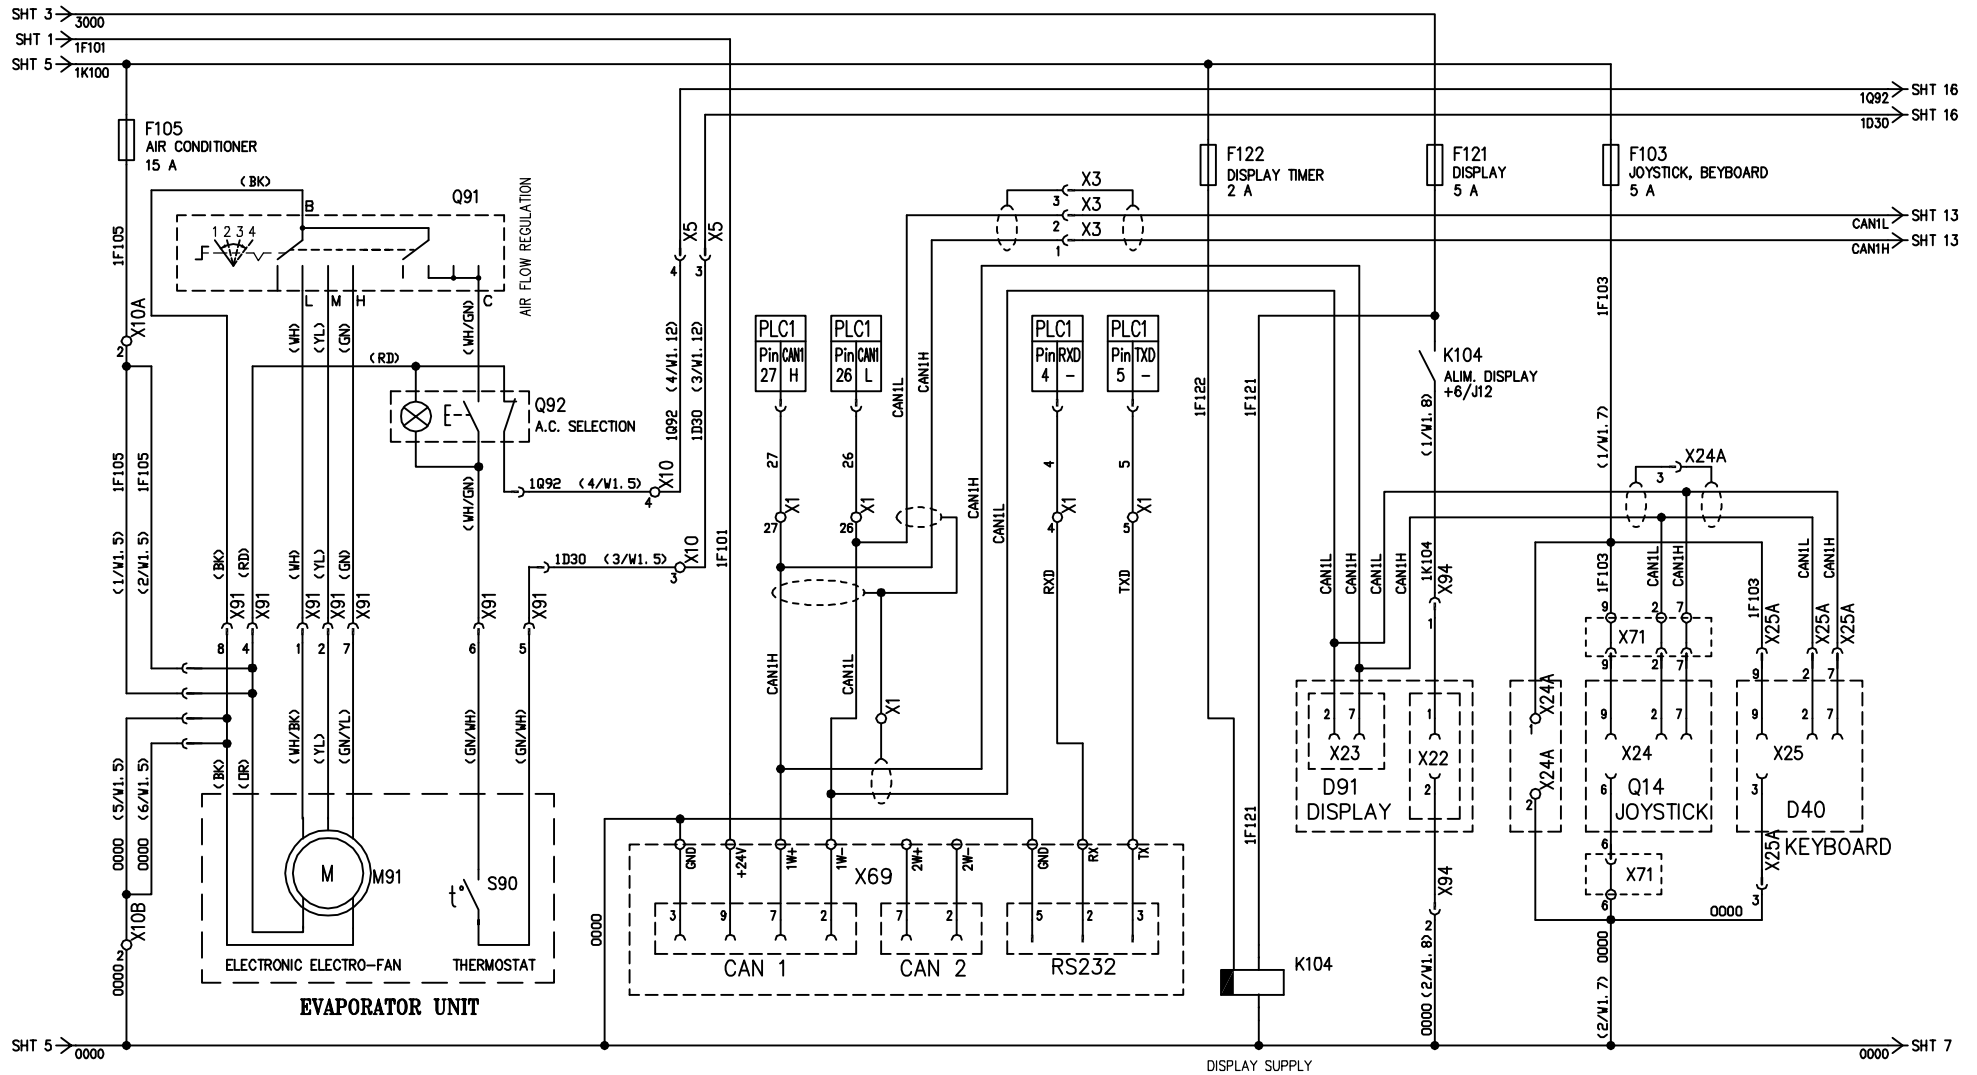 SHT 3
3000
SHT 1
1F101
SHT 5
1K100
1Q92
SHT 16
1D30
SHT 16
F105
AIR CONDITIONER
15 A
(BK)
Q91
B
1 2 3 4
AIR FLOW REGULATION
L
M
H
C
1F105
X10A
2
(WH)
(YL)
(GN)
(WH/GN)
(RD)
Q92
A.C. SELECTION
X5
X5
4
3
(4/W1.12)
(3/W1.12)
1Q92
1D30
F122
DISPLAY TIMER
2 A
F121
DISPLAY
5 A
F103
JOYSTICK, BEYBOARD
5 A
X3
3
X3
2
X3
1
CAN1L
SHT 13
CAN1H
SHT 13
PLC1
Pin
27
CAN1
H
PLC1
Pin
26
CAN1
L
PLC1
Pin
4
RXD
-
PLC1
Pin
5
TXD
-
CAN1L
CAN1H
1F122
1F121
K104
ALIM. DISPLAY
+6/J12
(1/W1.8)
1F103
(1/W1.7)
X24A
3
1F105
1F105
(1/W1.5)
(2/W1.5)
(WH/GN)
1Q92 (4/W1.5)
X10
4
1D30 (3/W1.5)
X10
3
1F101
27
26
4
5
X1
27
X1
26
X1
4
X1
5
CAN1H
CAN1L
RXD
TXD
CAN1L
CAN1H
CAN1H
1K104
X94
1
1F103
CAN1L
CAN1H
1F103
CAN1L
CAN1H
(BK)
(RD)
(WH)
(YL)
(GN)
X91
X91
X91
X91
X91
X91
X91
8
4
1
2
7
6
5
9
2
7
X71
9
2
7
X25A
X25A
X25A
9
2
7
CAN1H
CAN1L
X1
(5/W1.5)
(6/W1.5)
(BK)
(OR)
(WH/BK)
(YL)
(GN/YL)
(GN/WH)
(GN/WH)
2
7
X23
1
X22
2
D91
DISPLAY
X24A
1
X24A
2
9
2
7
X24
6
Q14
JOYSTICK
9
2
7
X25
3
D40
KEYBOARD
0000
0000
X10B
2
0000
M
M91
t°
S90
ELECTRONIC ELECTRO-FAN
THERMOSTAT
EVAPORATOR UNIT
0000
GND
+24V
1W+
1W-
2W+
2W-
GND
RX
TX
X69
3
9
7
2
7
2
5
2
3
CAN 1
CAN 2
RS232
1F121
K104
X94
2
0000 (2/W1.8)
6
X71
6
X25A
3
0000
(2/W1.7) 0000
SHT 5
0000
DISPLAY SUPPLY
0000
SHT 7